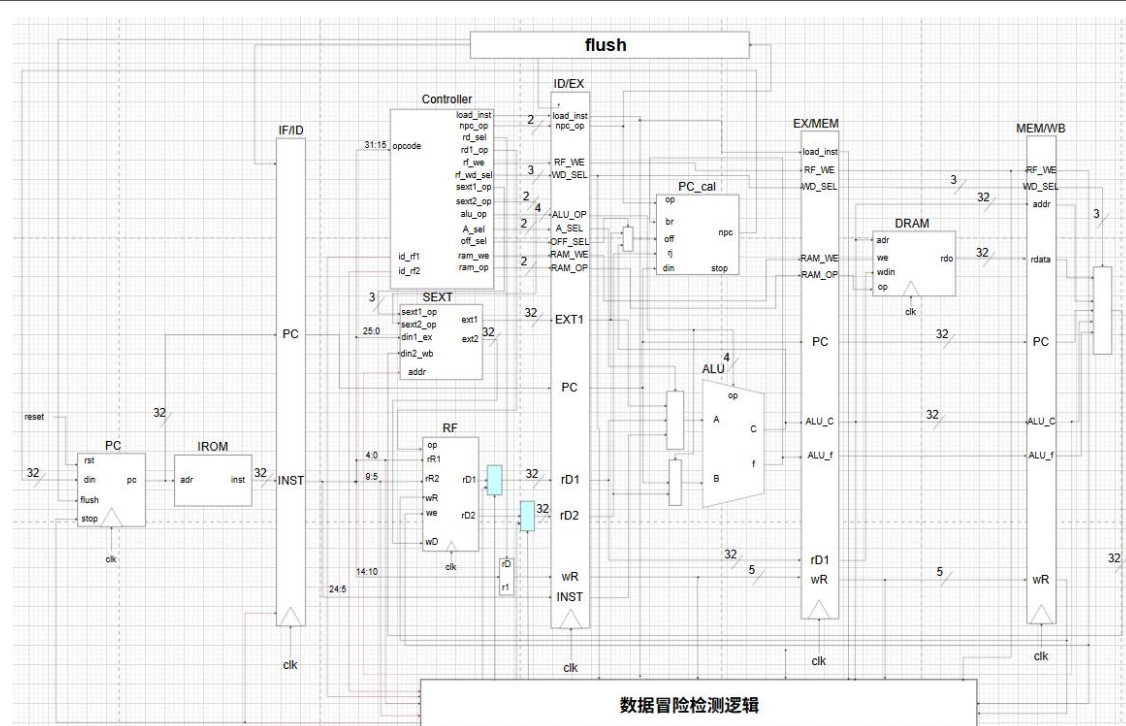 flush
ID/EX
Controller
IF/ID
EX/MEM
MEM/WB
31:15
opcode
load_inst
npc_op
rd_sel
rd1_op
rf_we
rf_wd_sel
sext1_op
sext2_op
alu_op
A_sel
off_sel
ram_we
ram_op
id_rf1
id_rf2
2
3
2
4
2
2
load_inst
npc_op
RF_WE
WD_SEL
ALU_OP
A_SEL
OFF_SEL
RAM_WE
RAM_OP
EXT1
PC
rD1
rD2
wR
INST
PC_cal
op
br
off
rj
din
npc
stop
load_inst
RF_WE
WD_SEL
RAM_WE
RAM_OP
PC
ALU_C
ALU_f
rD1
wR
3
32
DRAM
adr
we
wdin
op
rdo
clk
32
RF_WE
WD_SEL
addr
rdata
PC
ALU_C
ALU_f
wR
3
SEXT
3
sext1_op
sext2_op
din1_ex
din2_wb
addr
ext1
ext2
25:0
32
32
PC
INST
4
ALU
op
A
B
C
f
32
32
reset
32
32
PC
rst
din
flush
stop
pc
clk
IROM
adr
inst
32
RF
op
rR1
rR2
wR
we
wD
rD1
rD2
clk
4:0
9:5
14:10
24:5
32
32
rD
r1
32
5
5
32
clk
clk
clk
clk
数据冒险检测逻辑